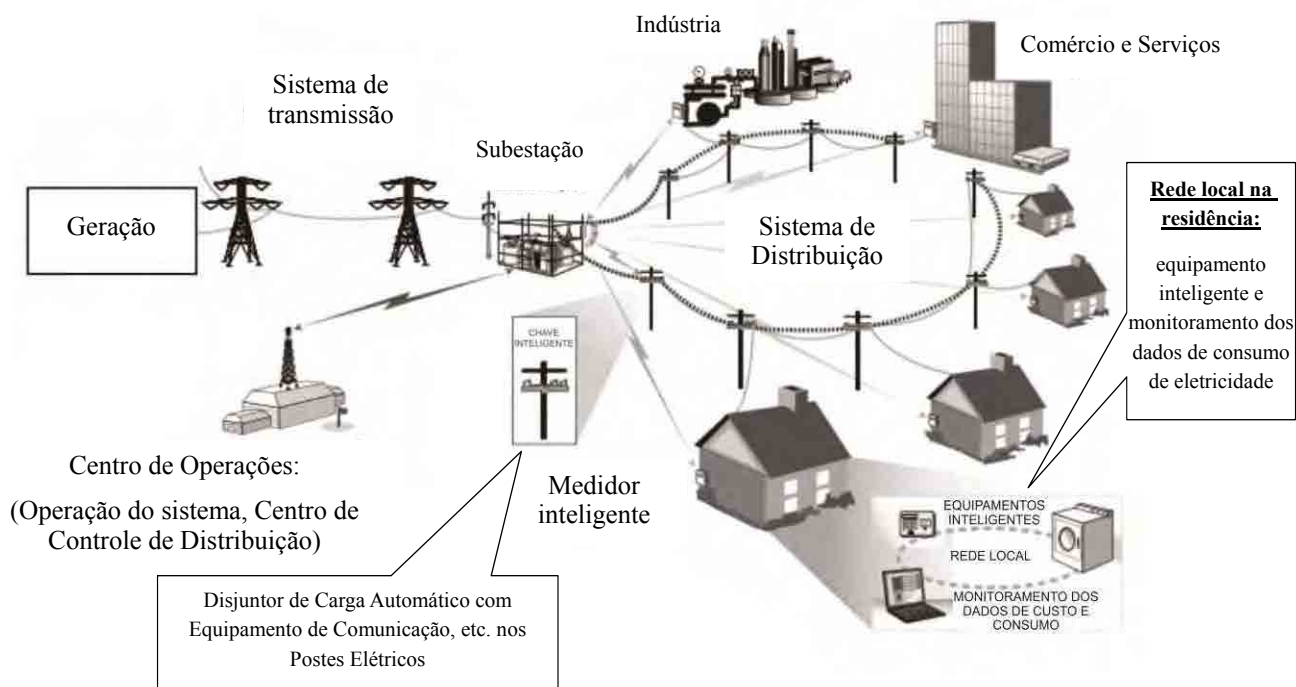 Indústria
Comércio e Serviços
Sistema de
transmissão
Subestação
Geração
Sistema de
Distribuição
Rede local na
residência:
equipamento
inteligente e
monitoramento dos
dados de consumo
de eletricidade
CHAVE
INTELIGENTE
Centro de Operações:
(Operação do sistema, Centro de
Controle de Distribuição)
Medidor
inteligente
EQUIPAMENTOS
INTELIGENTES
REDE LOCAL
MONITORAMENTO DOS
DADOS DE CUSTO E
CONSUMO
Disjuntor de Carga Automático com
Equipamento de Comunicação, etc. nos
Postes Elétricos